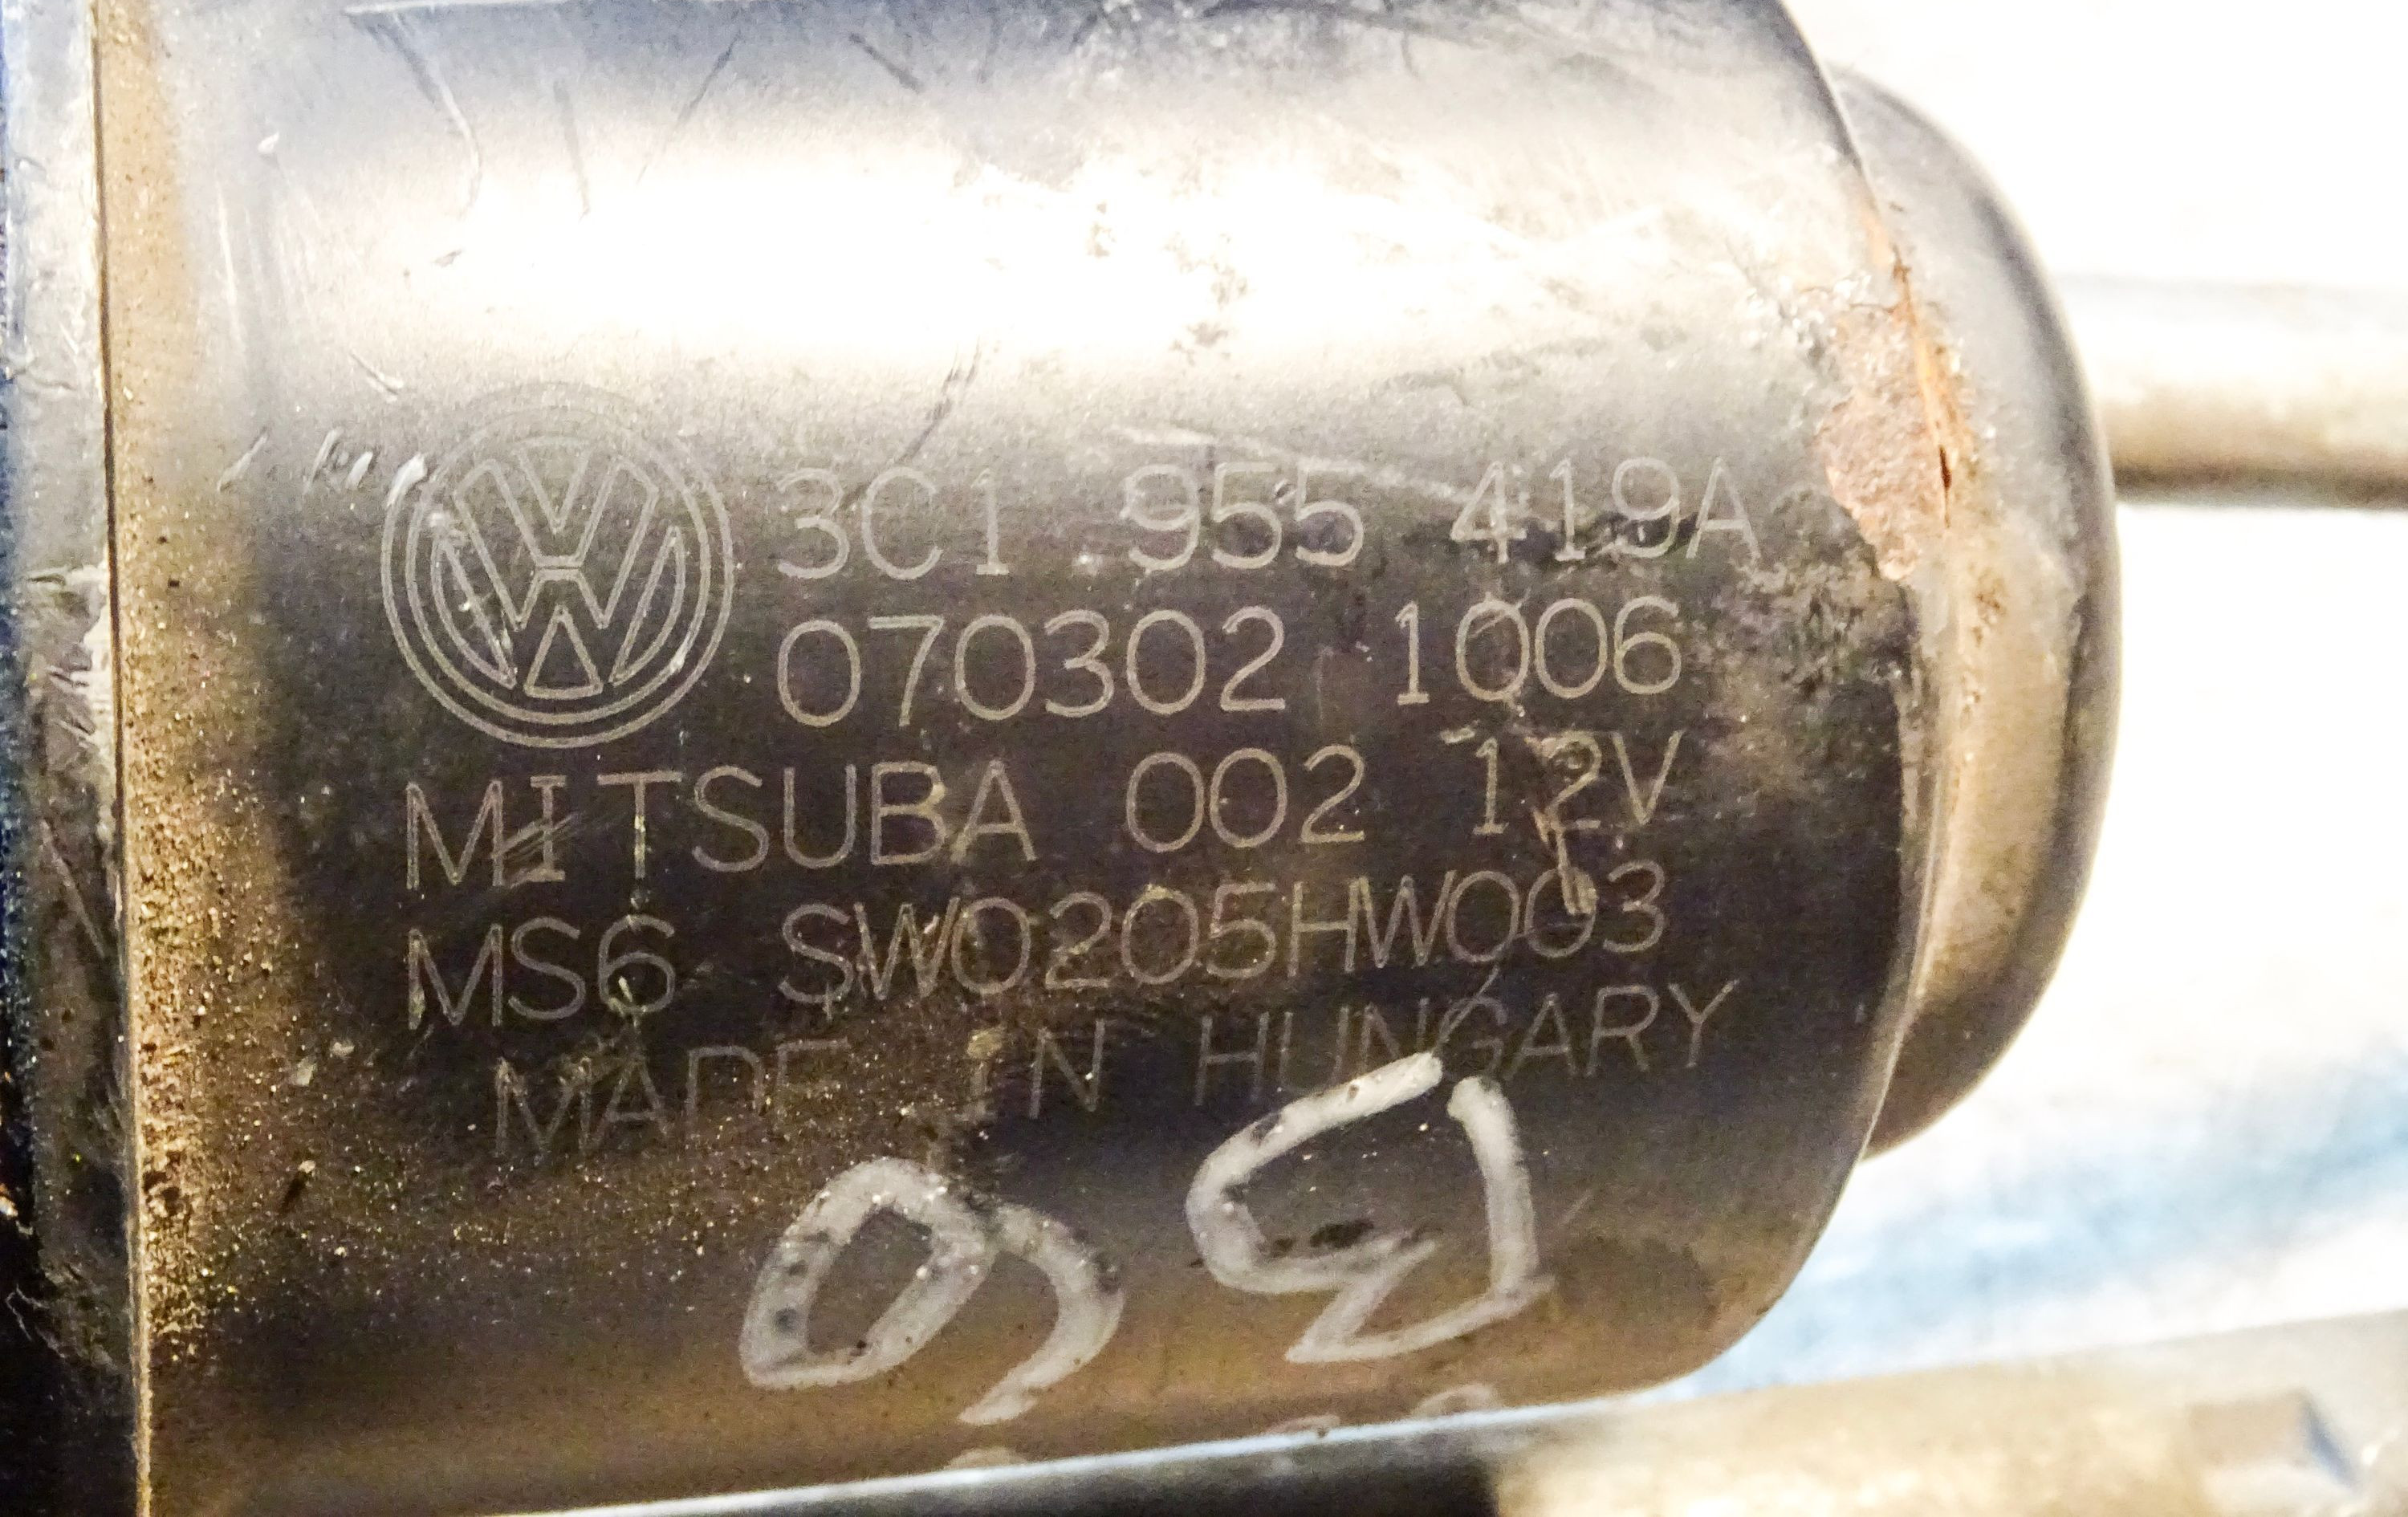 3C1 955 419A
070302 1006
MITSUBA 002 12V
MS6 SW0205HW003
MADE IN HUNGARY